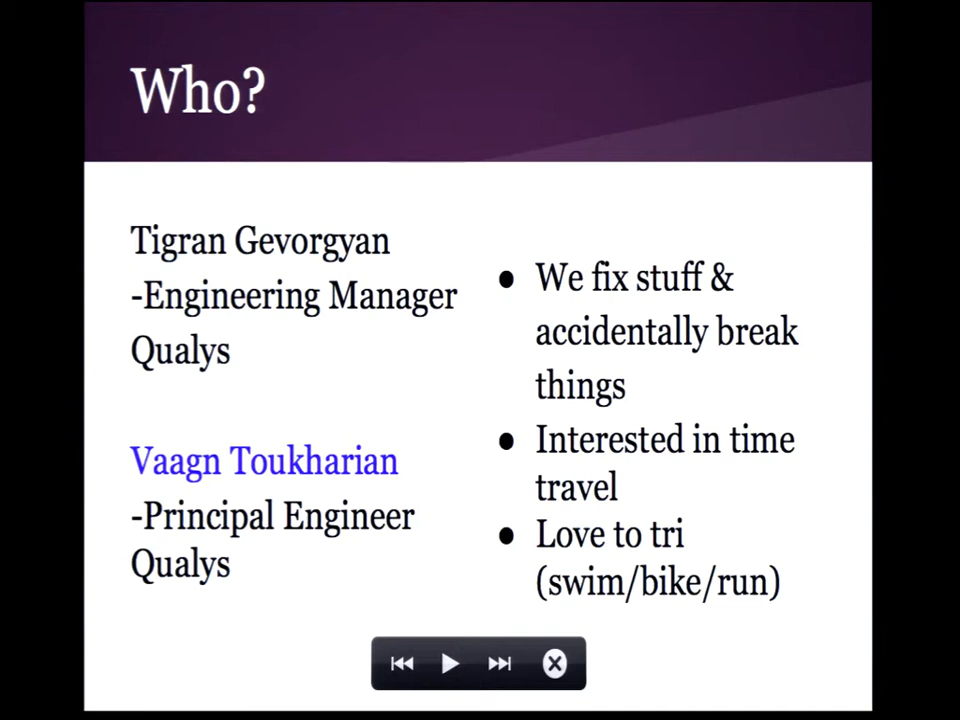 Who?
Tigran Gevorgyan
-Engineering Manager
Qualys
Vaagn Toukharian
-Principal Engineer
Qualys
● We fix stuff &
accidentally break
things
● Interested in time
travel
● Love to tri
(swim/bike/run)